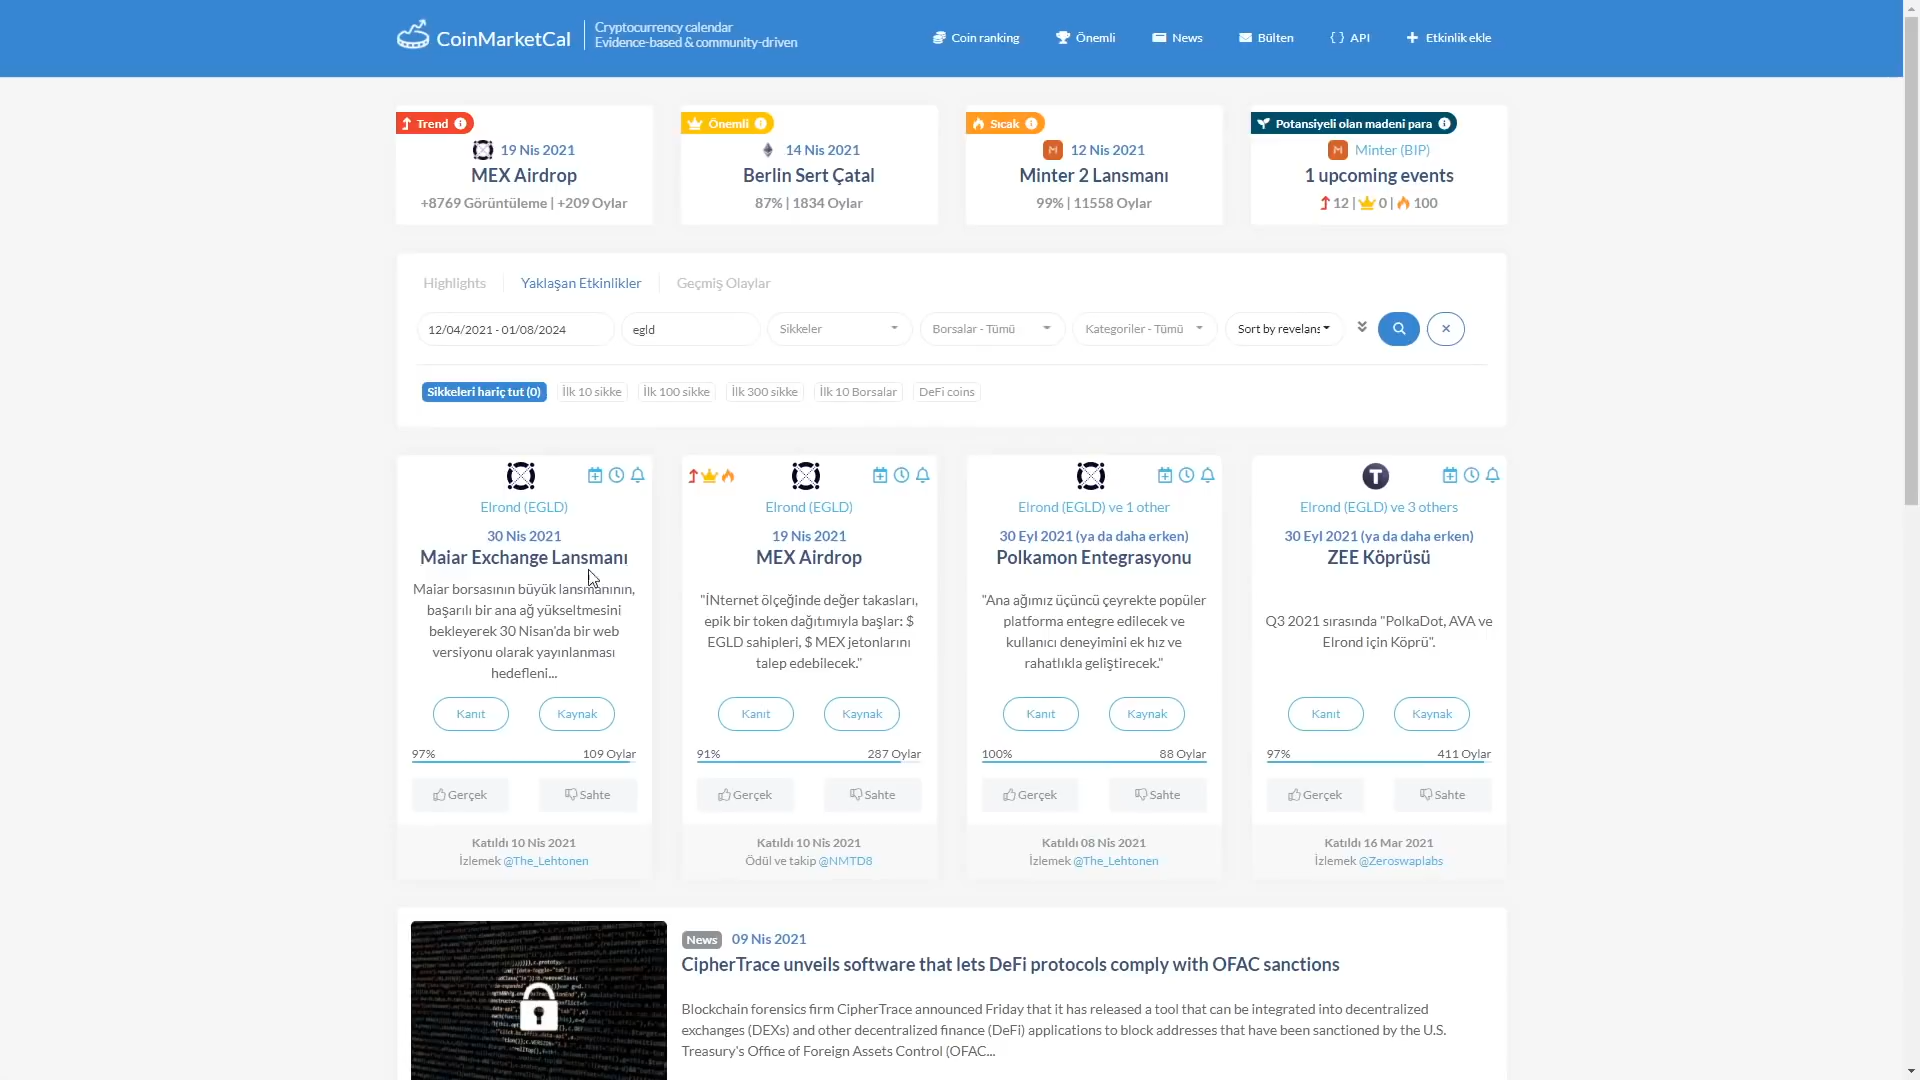 CoinMarketCal
Cryptocurrency calendar
Evidence-based & community-driven
Coin ranking
Önemli
News
Bülten
API
Etkinlik ekle
Trend
19 Nis 2021
MEX Airdrop
+8769 Görüntüleme | +209 Oylar
Önemli
14 Nis 2021
Berlin Sert Çatal
87% | 1834 Oylar
Sıcak
12 Nis 2021
Minter 2 Lansmanı
99% | 11558 Oylar
Potansiyeli olan madeni para
Minter (BIP)
1 upcoming events
12 | 0 | 100
Highlights
Yaklaşan Etkinlikler
Geçmiş Olaylar
12/04/2021 - 01/08/2024
egld
Sikkeler
Borsalar - Tümü
Kategoriler - Tümü
Sort by revelans
Sikkeleri hariç tut (0)
İlk 10 sikke
İlk 100 sikke
İlk 300 sikke
İlk 10 Borsalar
DeFi coins
Elrond (EGLD)
30 Nis 2021
Maiar Exchange Lansmanı
Maiar borsasının büyük lansmanının,
başarılı bir ana ağ yükseltmesini
bekleyerek 30 Nisan'da bir web
versiyonu olarak yayınlanması
hedefleni...
Kanıt
Kaynak
97%
109 Oylar
Gerçek
Sahte
Katıldı 10 Nis 2021
İzlemek @The_Lehtonen
Elrond (EGLD)
19 Nis 2021
MEX Airdrop
"İNternet ölçeğinde değer takasları,
epik bir token dağıtımıyla başlar: $
EGLD sahipleri, $ MEX jetonlarını
talep edebilecek."
Kanıt
Kaynak
91%
287 Oylar
Gerçek
Sahte
Katıldı 10 Nis 2021
Ödül ve takip @NMTD8
Elrond (EGLD) ve 1 other
30 Eyl 2021 (ya da daha erken)
Polkamon Entegrasyonu
"Ana ağımız üçüncü çeyrekte popüler
platforma entegre edilecek ve
kullanıcı deneyimini ek hız ve
rahatlıkla geliştirecek."
Kanıt
Kaynak
100%
88 Oylar
Gerçek
Sahte
Katıldı 08 Nis 2021
İzlemek @The_Lehtonen
Elrond (EGLD) ve 3 others
30 Eyl 2021 (ya da daha erken)
ZEE Köprüsü
Q3 2021 sırasında "PolkaDot, AVA ve
Elrond için Köprü".
Kanıt
Kaynak
97%
411 Oylar
Gerçek
Sahte
Katıldı 16 Mar 2021
İzlemek @Zeroswaplabs
News 09 Nis 2021
CipherTrace unveils software that lets DeFi protocols comply with OFAC sanctions
Blockchain forensics firm CipherTrace announced Friday that it has released a tool that can be integrated into decentralized
exchanges (DEXs) and other decentralized finance (DeFi) applications to block addresses that have been sanctioned by the U.S.
Treasury's Office of Foreign Assets Control (OFAC...